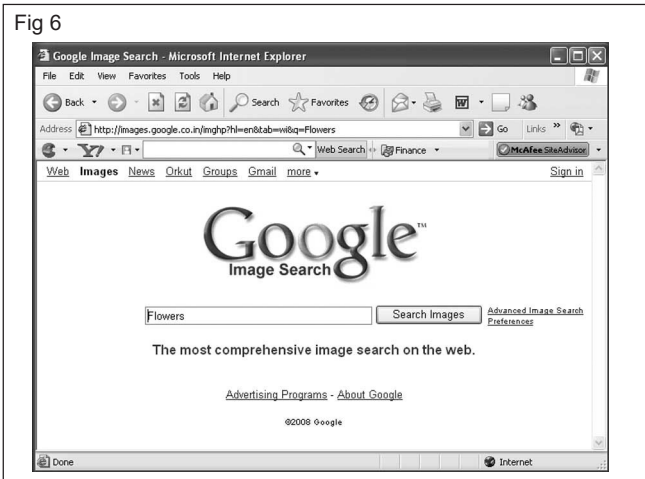 Fig 6
Google Image Search - Microsoft Internet Explorer
File Edit View Favorites Tools Help
Back Search Favorites
Address http://images.google.co.in/imghp?hl=en&tab=wi&q=Flowers Go Links »
Y7 Web Search Finance McAfee SiteAdvisor
Web Images News Orkut Groups Gmail more Sign in
Google™
Image Search
Flowers Search Images Advanced Image Search
Preferences
The most comprehensive image search on the web.
Advertising Programs - About Google
©2008 Google
Done Internet